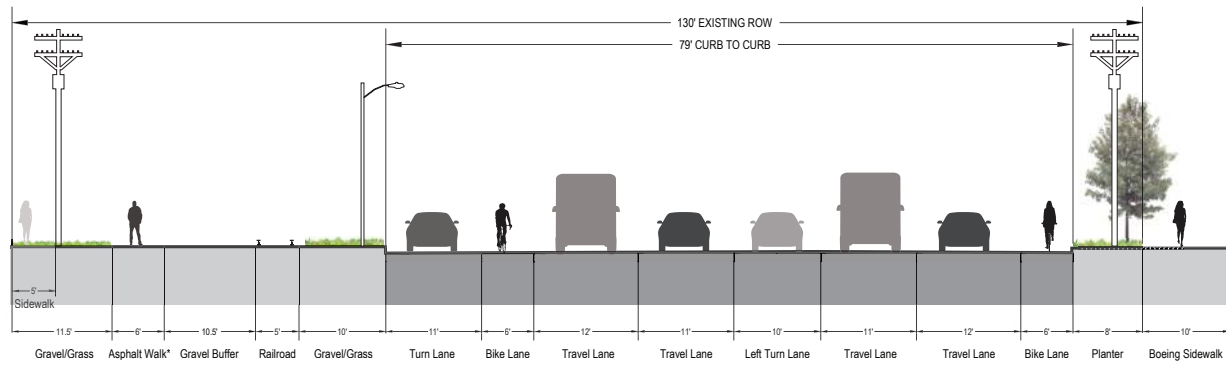 130' EXISTING ROW
79' CURB TO CURB
5'
Sidewalk
11.5' 6' 10.5' 5' 10' 11' 6' 12' 11' 10' 11' 12' 6' 8' 10'
Gravel/Grass Asphalt Walk* Gravel Buffer Railroad Gravel/Grass Turn Lane Bike Lane Travel Lane Travel Lane Left Turn Lane Travel Lane Travel Lane Bike Lane Planter Boeing Sidewalk